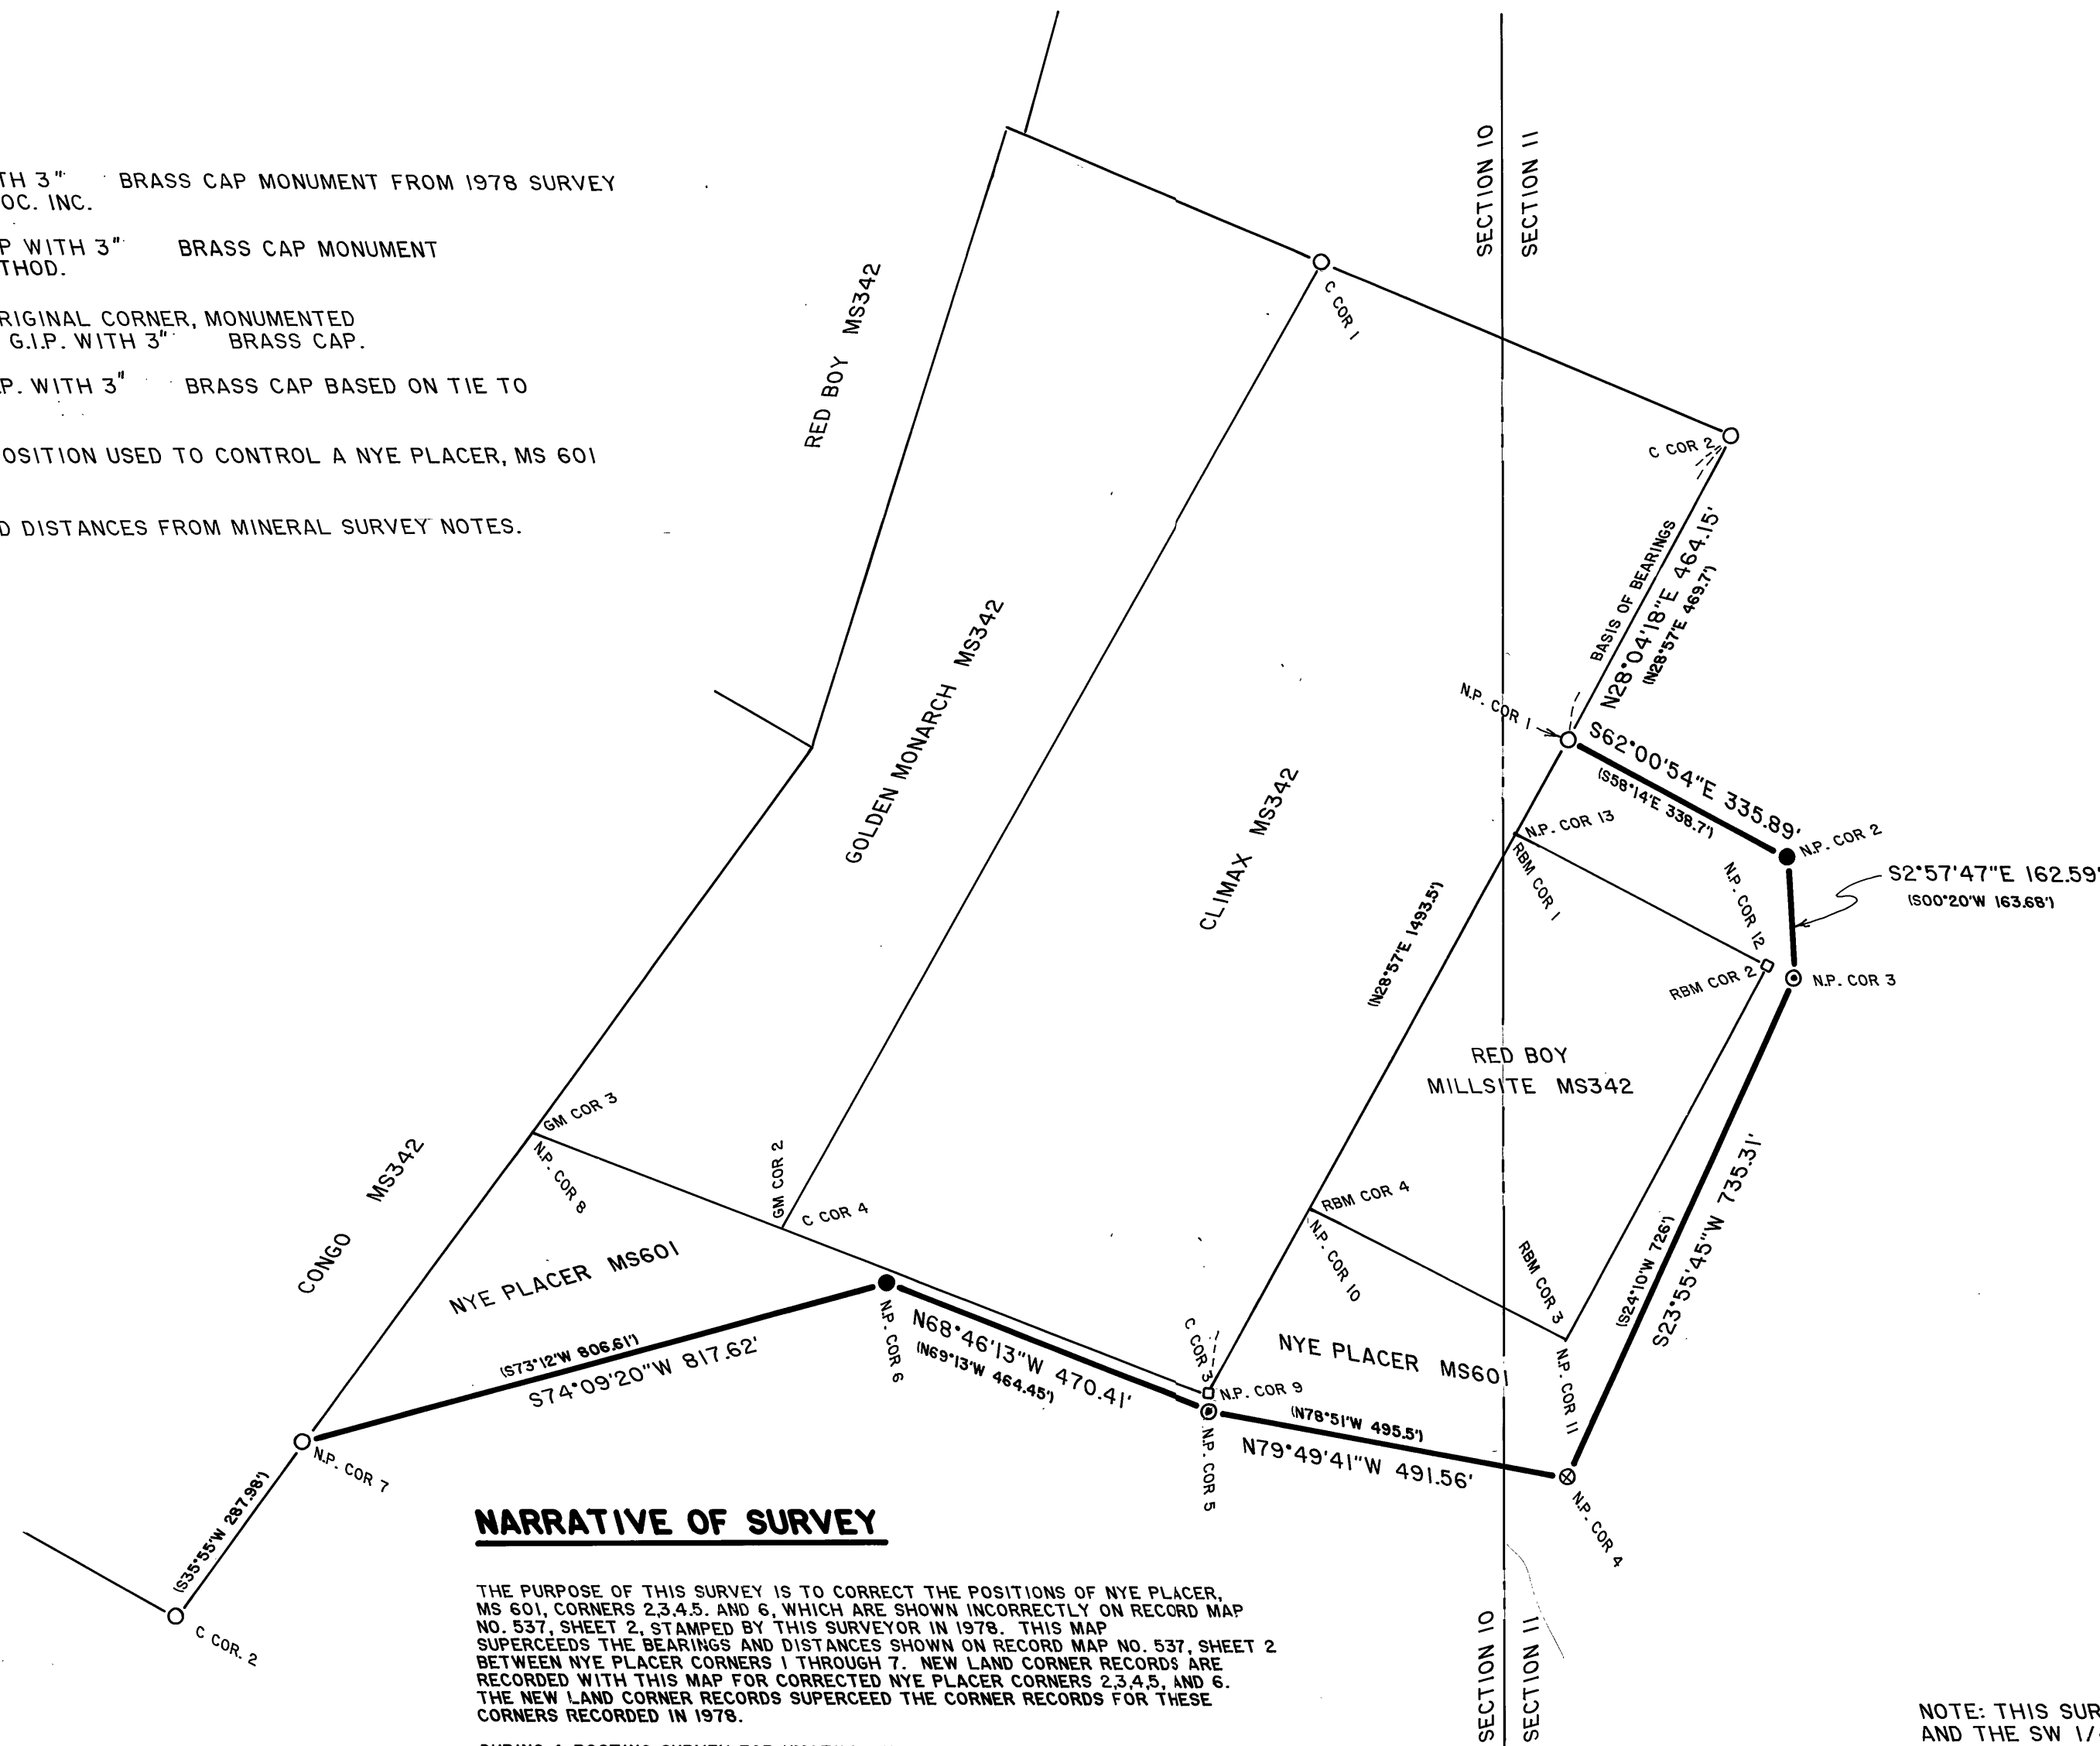 TH 3" BRASS CAP MONUMENT FROM 1978 SURVEY
OC. INC.
P WITH 3" BRASS CAP MONUMENT
THOD.
RIGINAL CORNER, MONUMENTED
G.I.P. WITH 3" BRASS CAP.
.P. WITH 3" BRASS CAP BASED ON TIE TO
OSITION USED TO CONTROL A NYE PLACER, MS 601
D DISTANCES FROM MINERAL SURVEY NOTES.
SECTION 10
SECTION 11
RED BOY MS342
C COR 1
C COR 2
BASIS OF BEARINGS
N28°04'18"E 464.15'
(N28°57'E 469.7')
GOLDEN MONARCH MS342
CLIMAX MS342
N.P. COR 1
S62°00'54"E 335.89'
(S58°14'E 338.7')
N.P. COR 2
N.P. COR 13
RBM COR 1
N.P. COR 12
RBM COR 2
S2°57'47"E 162.59'
(S00°20'W 163.68')
N.P. COR 3
(N28°57'E 1493.5')
RED BOY
MILLSITE MS342
CONGO MS342
GM COR 3
N.P. COR 8
GM COR 2
C COR 4
RBM COR 4
N.P. COR 10
RBM COR 3
N.P. COR 11
(S24°10'W 726')
S23°55'45"W 735.31'
NYE PLACER MS601
(S73°12'W 806.61')
S74°09'20"W 817.62'
N.P. COR 6
N68°46'13"W 470.41'
(N69°13'W 464.45')
C COR 3
N.P. COR 9
N.P. COR 5
NYE PLACER MS601
(N78°51'W 495.5')
N79°49'41"W 491.56'
N.P. COR 4
N.P. COR 7
(S35°55'W 287.98')
C COR. 2
NARRATIVE OF SURVEY
THE PURPOSE OF THIS SURVEY IS TO CORRECT THE POSITIONS OF NYE PLACER,
MS 601, CORNERS 2,3,4,5. AND 6, WHICH ARE SHOWN INCORRECTLY ON RECORD MAP
NO. 537, SHEET 2, STAMPED BY THIS SURVEYOR IN 1978. THIS MAP
SUPERCEEDS THE BEARINGS AND DISTANCES SHOWN ON RECORD MAP NO. 537, SHEET 2
BETWEEN NYE PLACER CORNERS 1 THROUGH 7. NEW LAND CORNER RECORDS ARE
RECORDED WITH THIS MAP FOR CORRECTED NYE PLACER CORNERS 2,3,4,5, AND 6.
THE NEW LAND CORNER RECORDS SUPERCEED THE CORNER RECORDS FOR THESE
CORNERS RECORDED IN 1978.
SECTION 10
SECTION 11
NOTE: THIS SUR
AND THE SW 1/